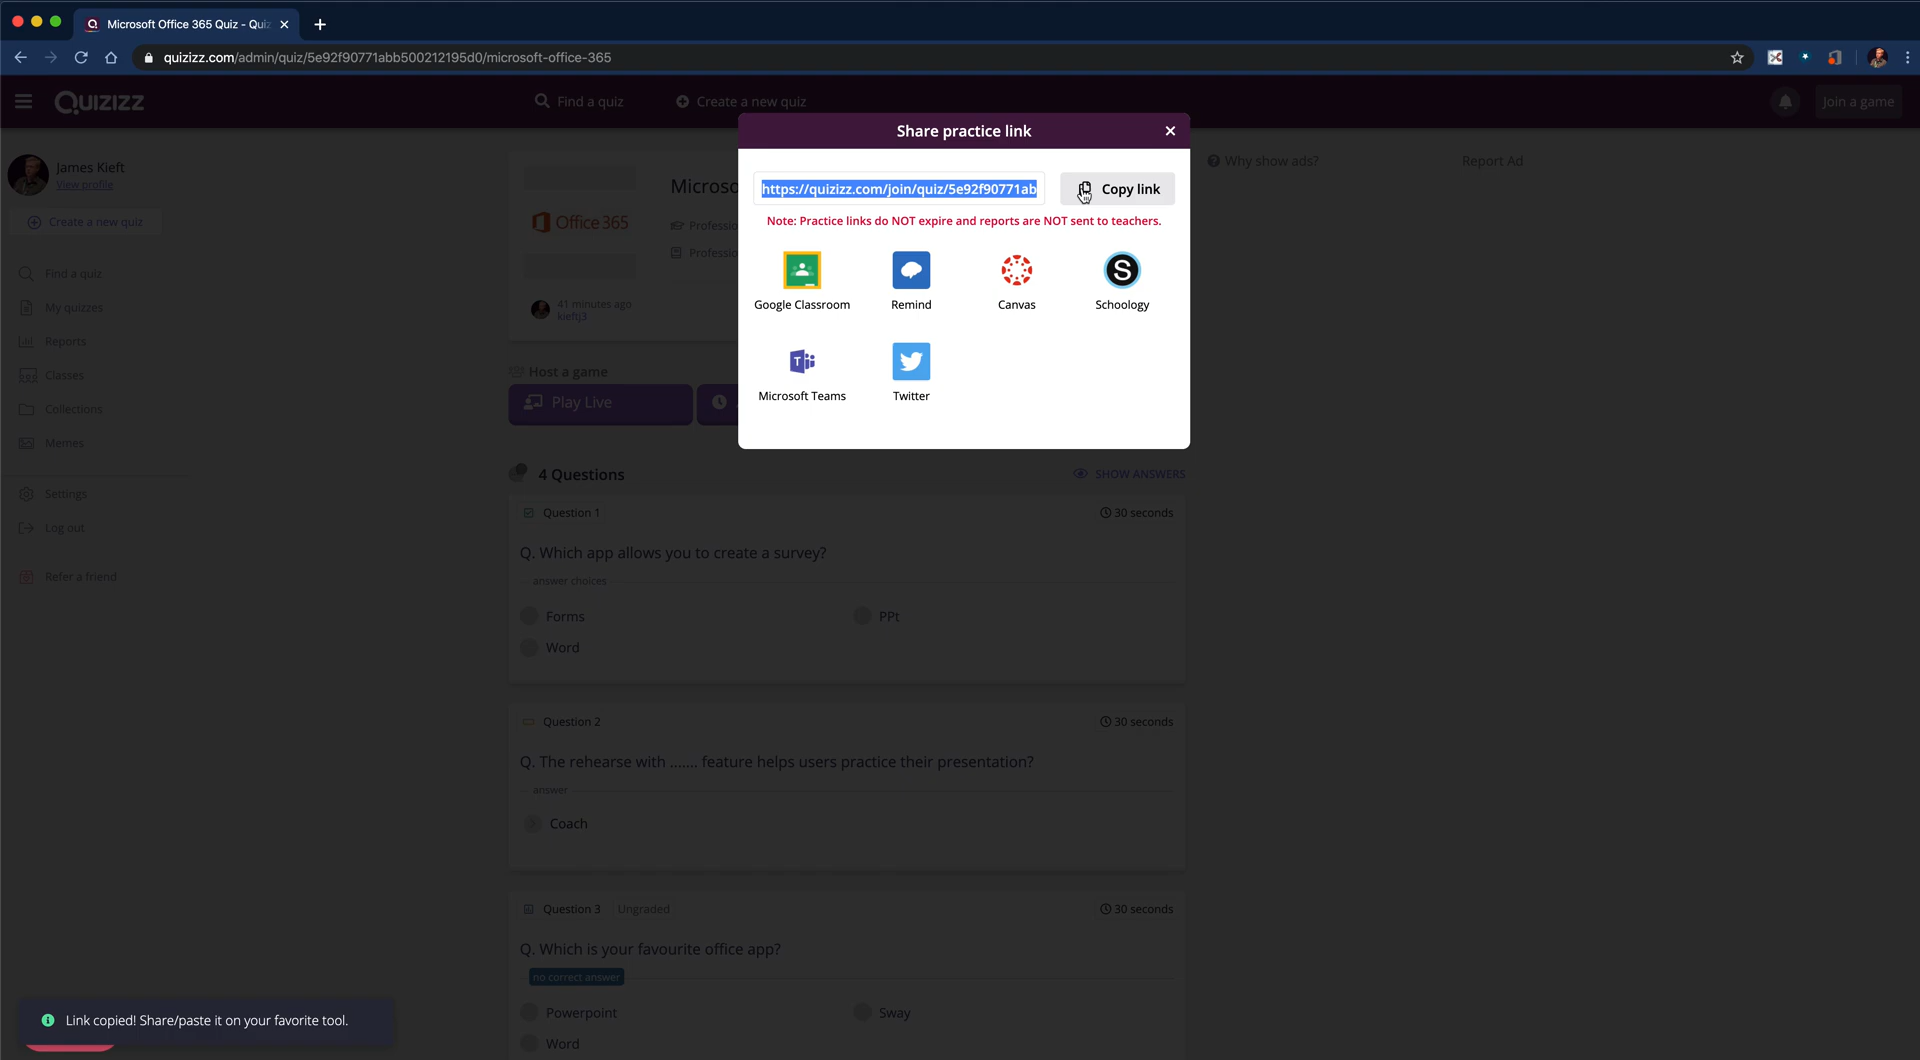 Microsoft Office 365 Quiz - Quiz
quizizz.com/admin/quiz/5e92f90771abb500212195d0/microsoft-office-365
Quizizz
Find a quiz
Create a new quiz
Join a game
James Kieft
View profile
Create a new quiz
Find a quiz
My quizzes
Reports
Classes
Collections
Memes
Settings
Log out
Refer a friend
Office 365
Microso
Professio
Professio
41 minutes ago
kieftj3
Share practice link
https://quizizz.com/join/quiz/5e92f90771ab
Copy link
Note: Practice links do NOT expire and reports are NOT sent to teachers.
Google Classroom
Remind
Canvas
Schoology
Microsoft Teams
Twitter
Why show ads?
Report Ad
Host a game
Play Live
4 Questions
SHOW ANSWERS
Question 1
30 seconds
Q. Which app allows you to create a survey?
answer choices
Forms
PPt
Word
Question 2
30 seconds
Q. The rehearse with ....... feature helps users practice their presentation?
answer
Coach
Question 3
Ungraded
30 seconds
Q. Which is your favourite office app?
no correct answer
Powerpoint
Sway
Word
Link copied! Share/paste it on your favorite tool.